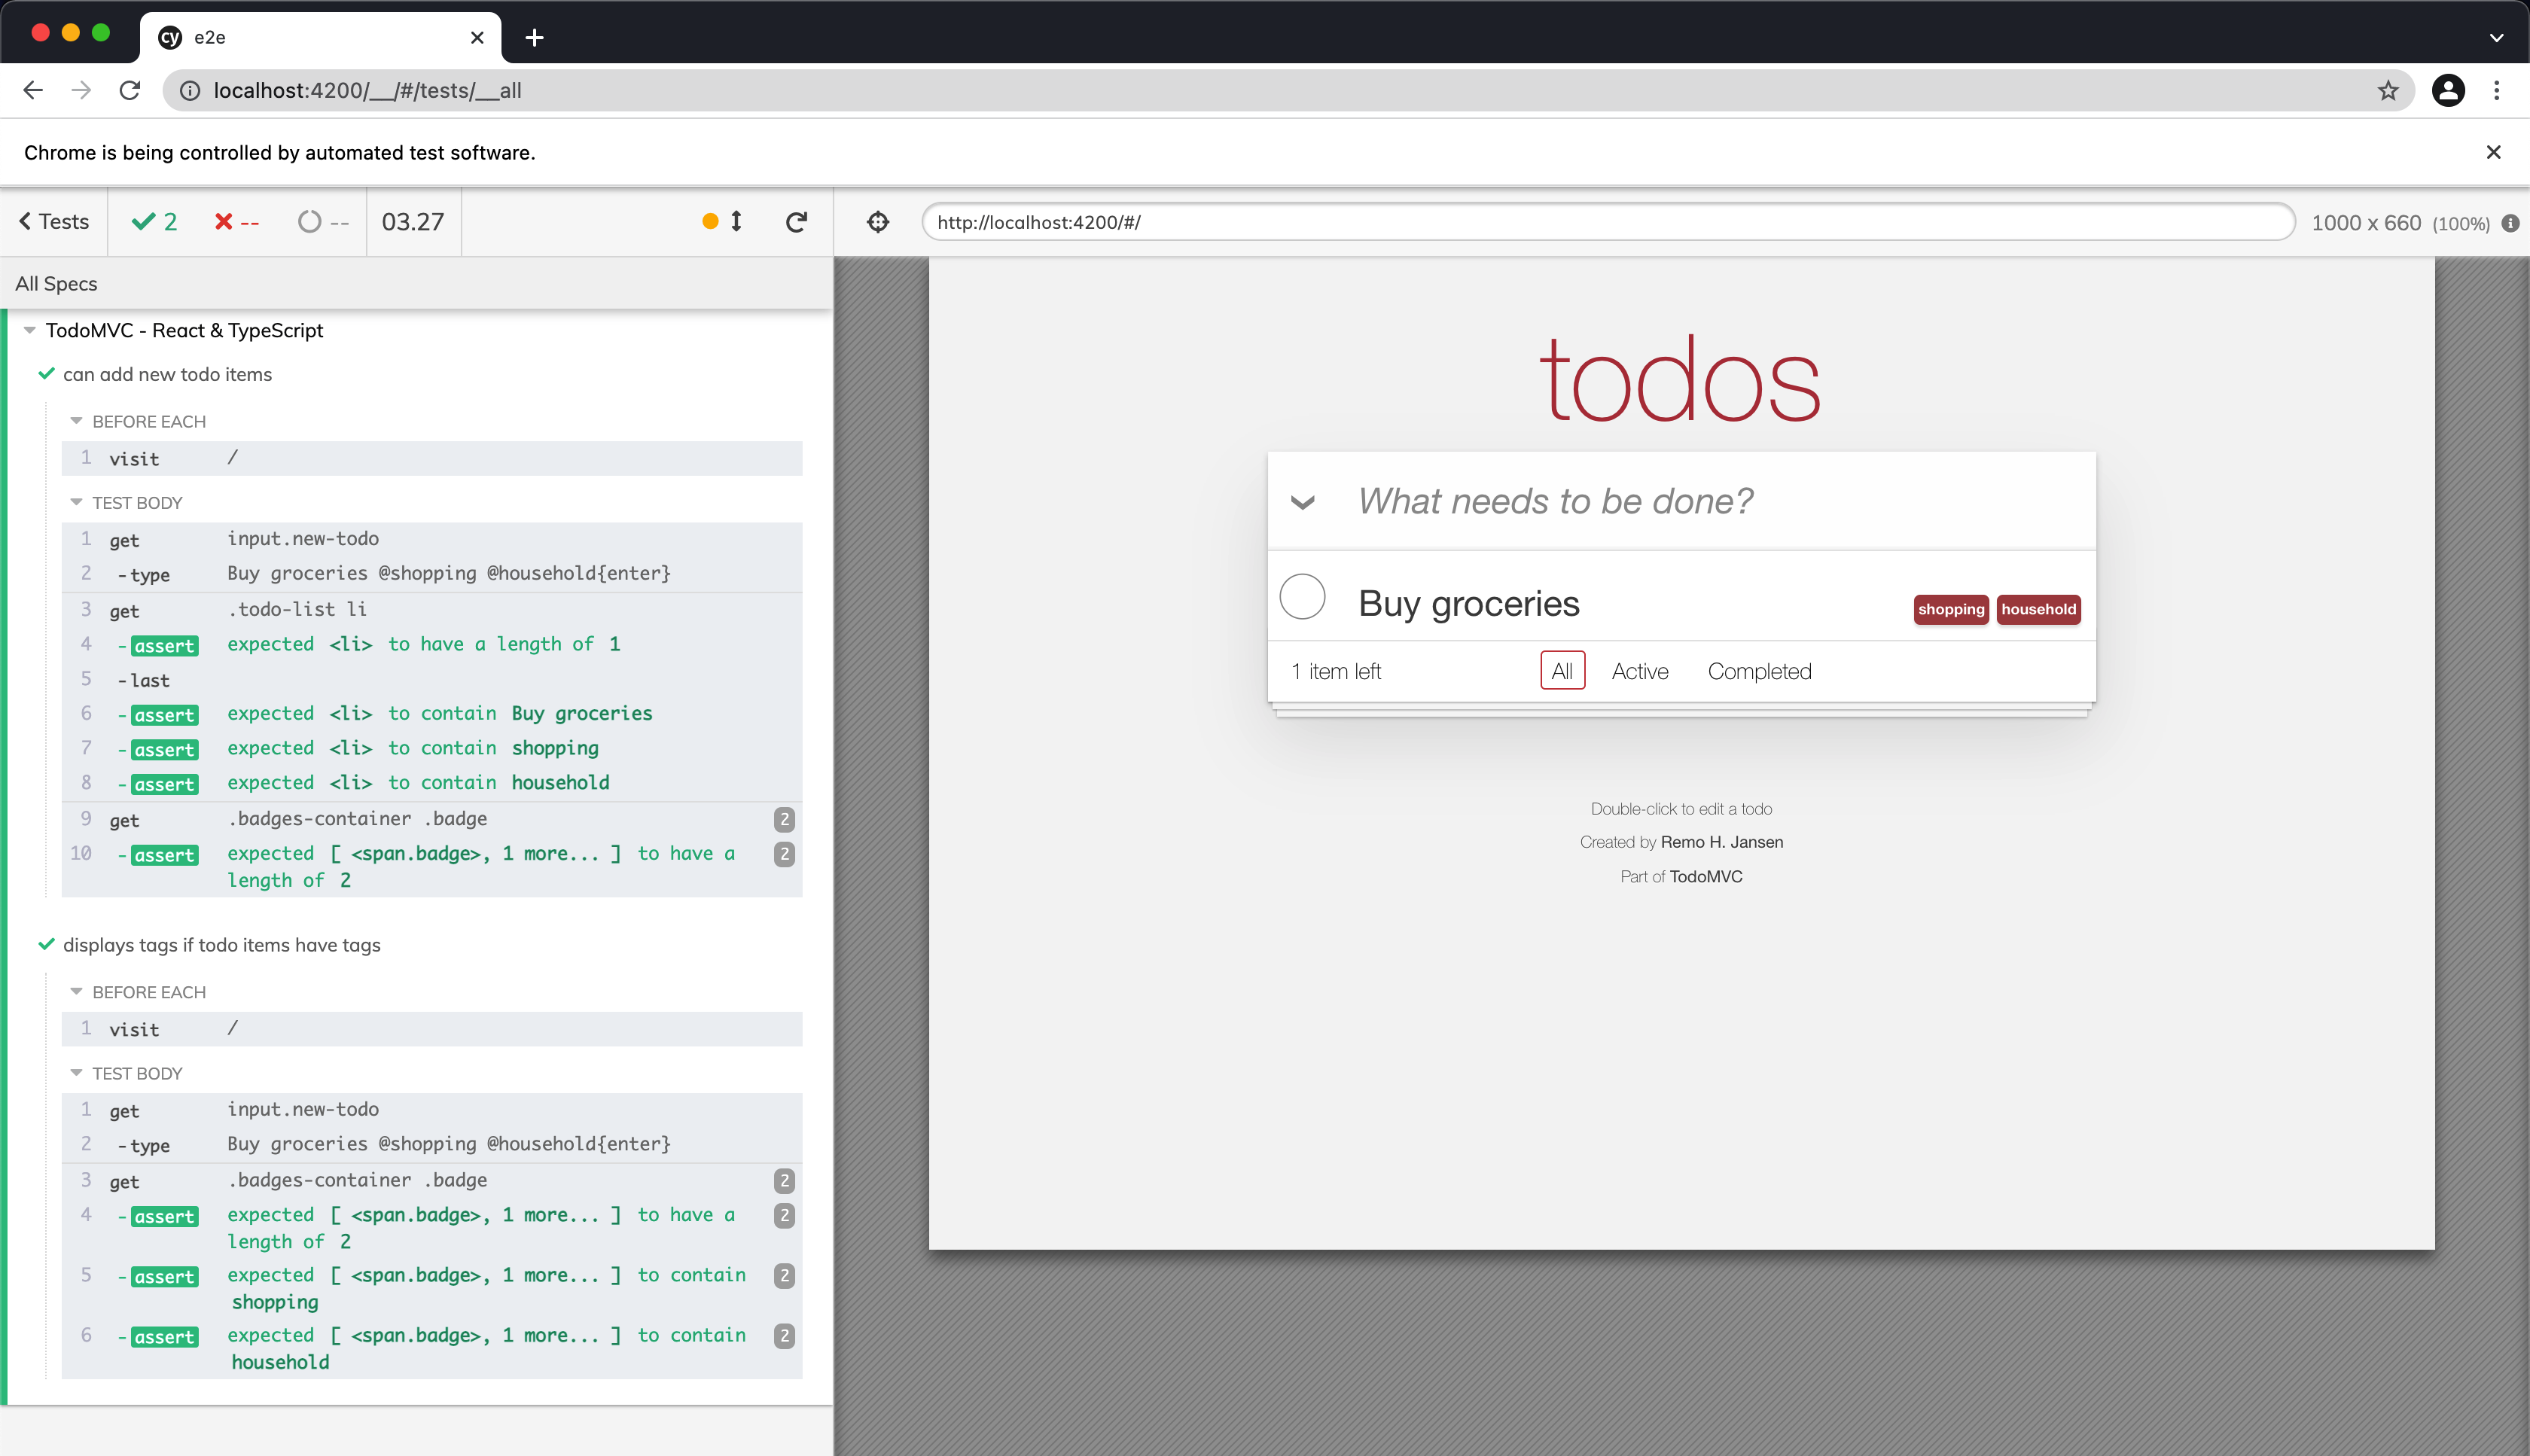 cy e2e
localhost:4200/__/#/tests/__all
Chrome is being controlled by automated test software.
Tests 2 -- -- 03.27
http://localhost:4200/#/ 1000 x 660 (100%)
All Specs
TodoMVC - React & TypeScript
can add new todo items
BEFORE EACH
1 visit /
TEST BODY
1 get input.new-todo
2 -type Buy groceries @shopping @household{enter}
3 get .todo-list li
4 -assert expected <li> to have a length of 1
5 -last
6 -assert expected <li> to contain Buy groceries
7 -assert expected <li> to contain shopping
8 -assert expected <li> to contain household
9 get .badges-container .badge 2
10 -assert expected [ <span.badge>, 1 more... ] to have a 2
length of 2
displays tags if todo items have tags
BEFORE EACH
1 visit /
TEST BODY
1 get input.new-todo
2 -type Buy groceries @shopping @household{enter}
3 get .badges-container .badge 2
4 -assert expected [ <span.badge>, 1 more... ] to have a 2
length of 2
5 -assert expected [ <span.badge>, 1 more... ] to contain 2
shopping
6 -assert expected [ <span.badge>, 1 more... ] to contain 2
household
todos
What needs to be done?
Buy groceries shopping household
1 item left All Active Completed
Double-click to edit a todo
Created by Remo H. Jansen
Part of TodoMVC